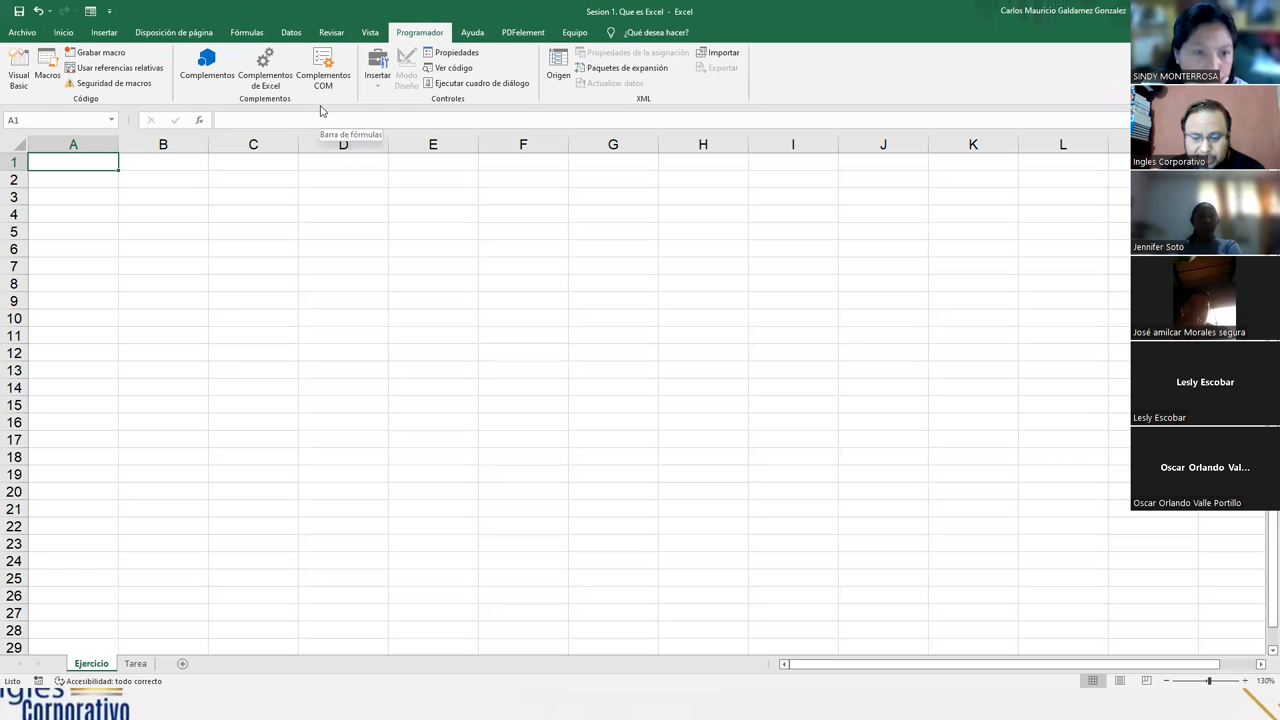 Sesion 1. Que es Excel - Excel
Carlos Mauricio Galdamez Gonzalez
Archivo Inicio Insertar Disposición de página Fórmulas Datos Revisar Vista Programador Ayuda PDFelement Equipo ¿Qué desea hacer?
Visual Basic
Macros
Grabar macro
Usar referencias relativas
Seguridad de macros
Código
Complementos
Complementos de Excel
Complementos COM
Complementos
Insertar
Modo Diseño
Propiedades
Ver código
Ejecutar cuadro de diálogo
Controles
Origen
Propiedades de la asignación
Paquetes de expansión
Actualizar datos
Importar
Exportar
XML
A1
fx
Barra de fórmulas
A B C D E F G H I J K L
1
2
3
4
5
6
7
8
9
10
11
12
13
14
15
16
17
18
19
20
21
22
23
24
25
26
27
28
29
SINDY MONTERROSA
Ingles Corporativo
Jennifer Soto
José amilcar Morales segura
Lesly Escobar
Lesly Escobar
Oscar Orlando Val...
Oscar Orlando Valle Portillo
Ejercicio Tarea
Listo
Accesibilidad: todo correcto
130%
Ingles
Corporativo